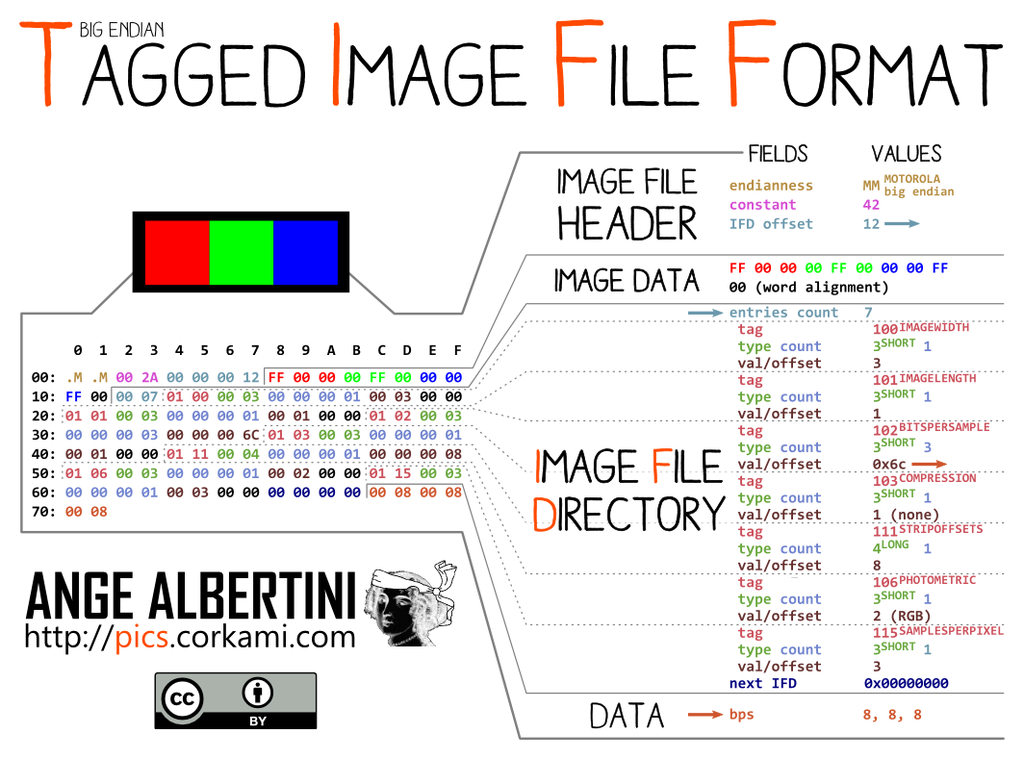 BIG ENDIAN
TAGGED IMAGE FILE FORMAT
FIELDS VALUES
IMAGE FILE
HEADER
endianness MM MOTOROLA big endian
constant 42
IFD offset 12
IMAGE DATA
FF 00 00 00 FF 00 00 00 FF
00 (word alignment)
entries count 7
IMAGE FILE
DIRECTORY
tag 100 IMAGEWIDTH
type count 3 SHORT 1
val/offset 3
tag 101 IMAGELENGTH
type count 3 SHORT 1
val/offset 1
tag 102 BITSPERSAMPLE
type count 3 SHORT 3
val/offset 0x6c
tag 103 COMPRESSION
type count 3 SHORT 1
val/offset 1 (none)
tag 111 STRIPOFFSETS
type count 4 LONG 1
val/offset 8
tag 106 PHOTOMETRIC
type count 3 SHORT 1
val/offset 2 (RGB)
tag 115 SAMPLESPERPIXEL
type count 3 SHORT 1
val/offset 3
next IFD 0x00000000
DATA
bps 8, 8, 8
0 1 2 3 4 5 6 7 8 9 A B C D E F
00: .M .M 00 2A 00 00 00 12 FF 00 00 00 FF 00 00 00
10: FF 00 00 07 01 00 00 03 00 00 00 01 00 03 00 00
20: 01 01 00 03 00 00 00 01 00 01 00 00 01 02 00 03
30: 00 00 00 03 00 00 00 6C 01 03 00 03 00 00 00 01
40: 00 01 00 00 01 11 00 04 00 00 00 01 00 00 00 08
50: 01 06 00 03 00 00 00 01 00 02 00 00 01 15 00 03
60: 00 00 00 01 00 03 00 00 00 00 00 00 00 08 00 08
70: 00 08
ANGE ALBERTINI
http://pics.corkami.com
cc
BY